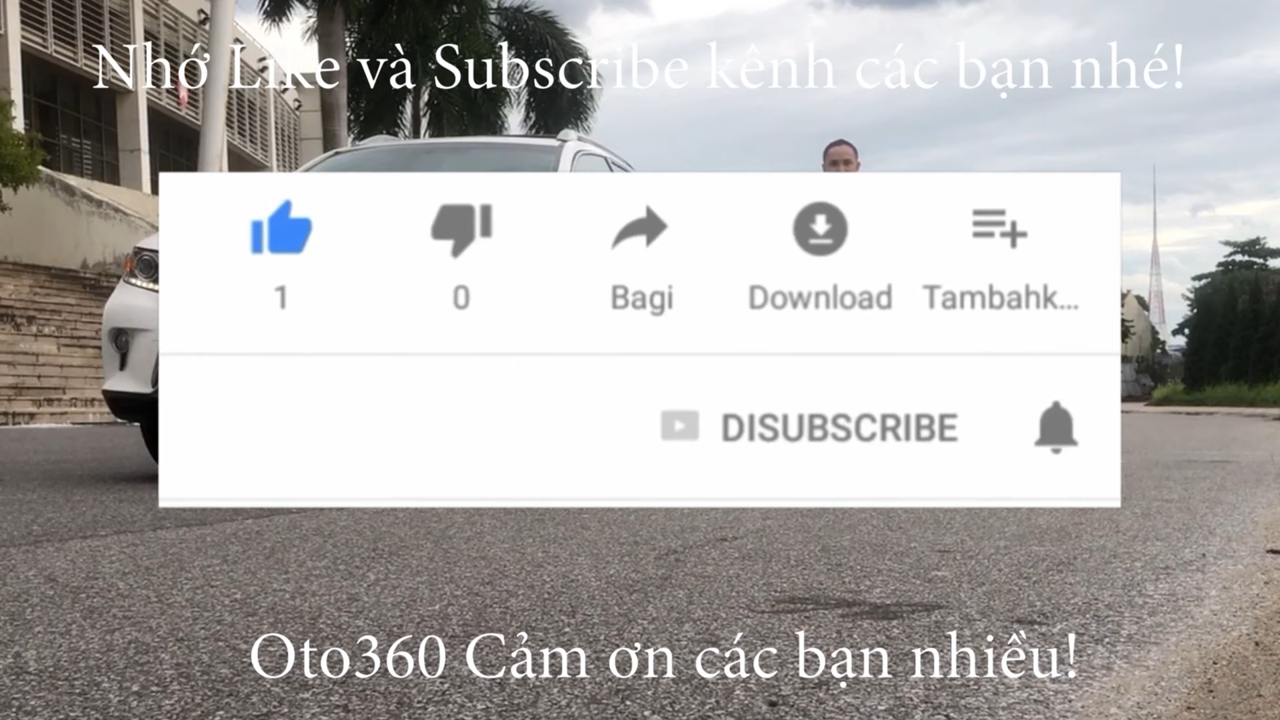 Nhớ Like và Subscribe kênh các bạn nhé!
1
0
Bagi
Download
Tambahk...
DISUBSCRIBE
Oto360 Cảm ơn các bạn nhiều!